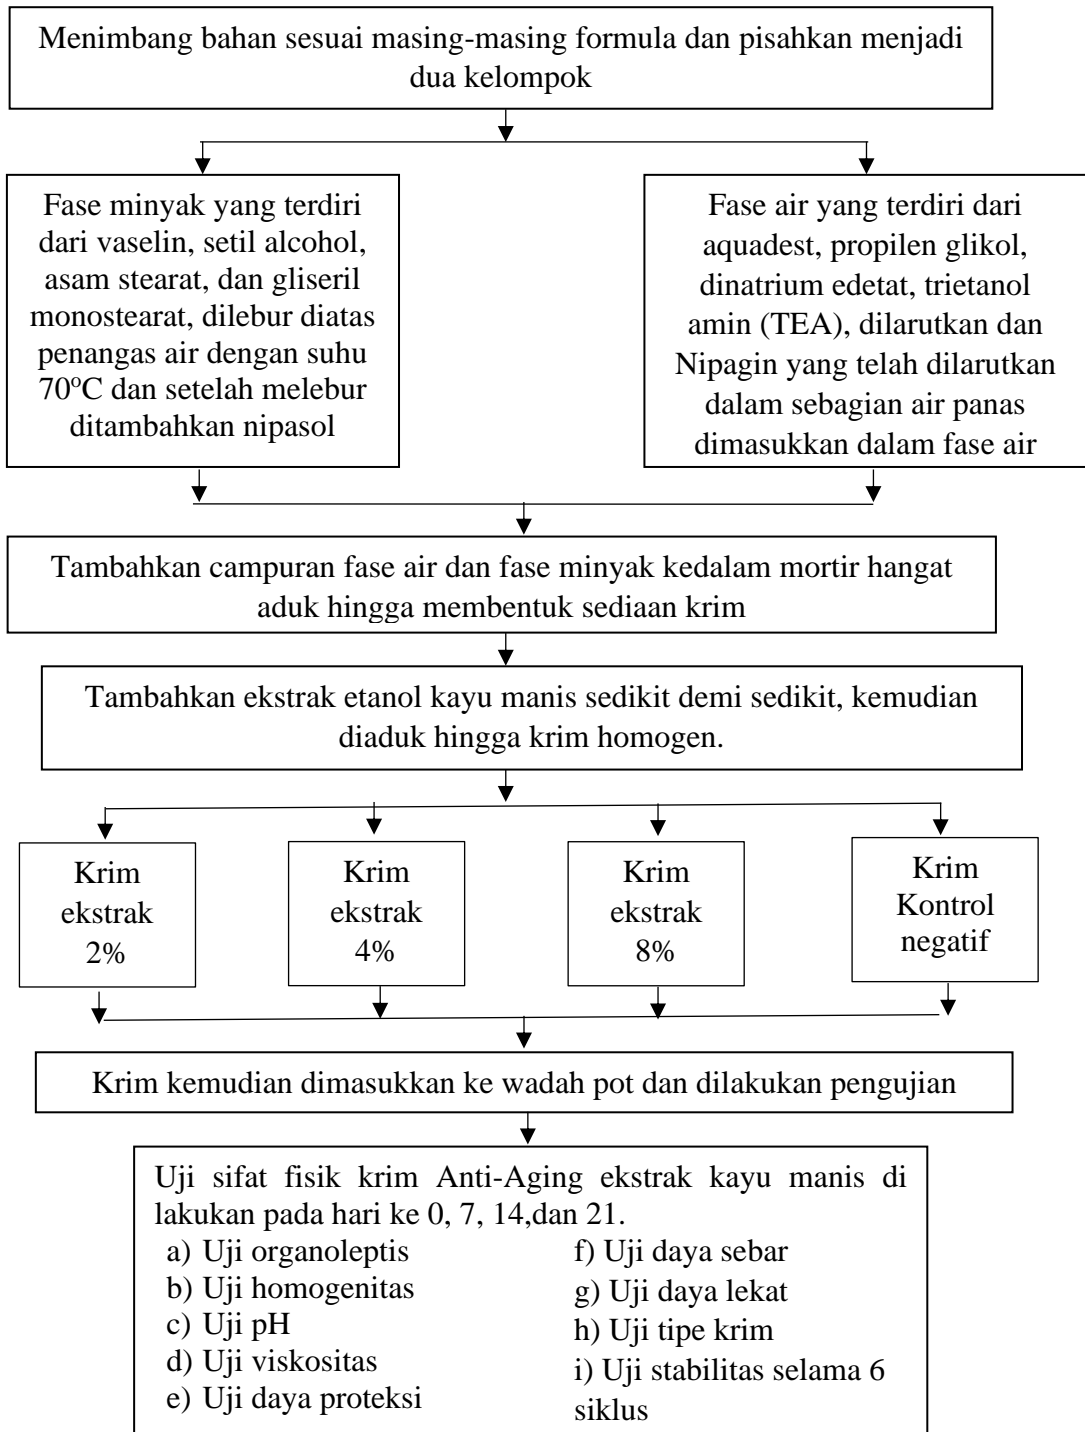 Menimbang bahan sesuai masing-masing formula dan pisahkan menjadi
dua kelompok
Fase minyak yang terdiri
dari vaselin, setil alcohol,
asam stearat, dan gliseril
monostearat, dilebur diatas
penangas air dengan suhu
70°C dan setelah melebur
ditambahkan nipasol
Fase air yang terdiri dari
aquadest, propilen glikol,
dinatrium edetat, trietanol
amin (TEA), dilarutkan dan
Nipagin yang telah dilarutkan
dalam sebagian air panas
dimasukkan dalam fase air
Tambahkan campuran fase air dan fase minyak kedalam mortir hangat
aduk hingga membentuk sediaan krim
Tambahkan ekstrak etanol kayu manis sedikit demi sedikit, kemudian
diaduk hingga krim homogen.
Krim
ekstrak
2%
Krim
ekstrak
4%
Krim
ekstrak
8%
Krim
Kontrol
negatif
Krim kemudian dimasukkan ke wadah pot dan dilakukan pengujian
Uji sifat fisik krim Anti-Aging ekstrak kayu manis di
lakukan pada hari ke 0, 7, 14,dan 21.
a) Uji organoleptis
b) Uji homogenitas
c) Uji pH
d) Uji viskositas
e) Uji daya proteksi
f) Uji daya sebar
g) Uji daya lekat
h) Uji tipe krim
i) Uji stabilitas selama 6
siklus